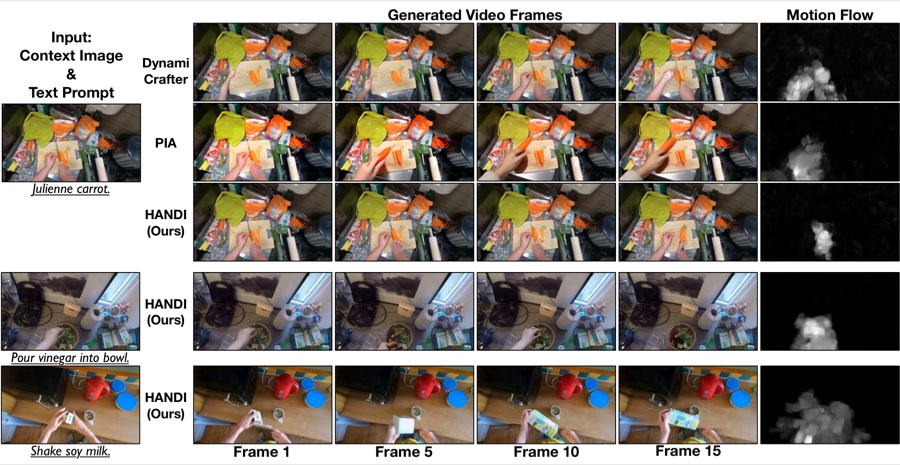 Generated Video Frames
Motion Flow
Input:
Context Image
&
Text Prompt
Julienne carrot.
Dynami
Crafter
PIA
HANDI
(Ours)
Pour vinegar into bowl.
HANDI
(Ours)
Shake soy milk.
HANDI
(Ours)
Frame 1
Frame 5
Frame 10
Frame 15